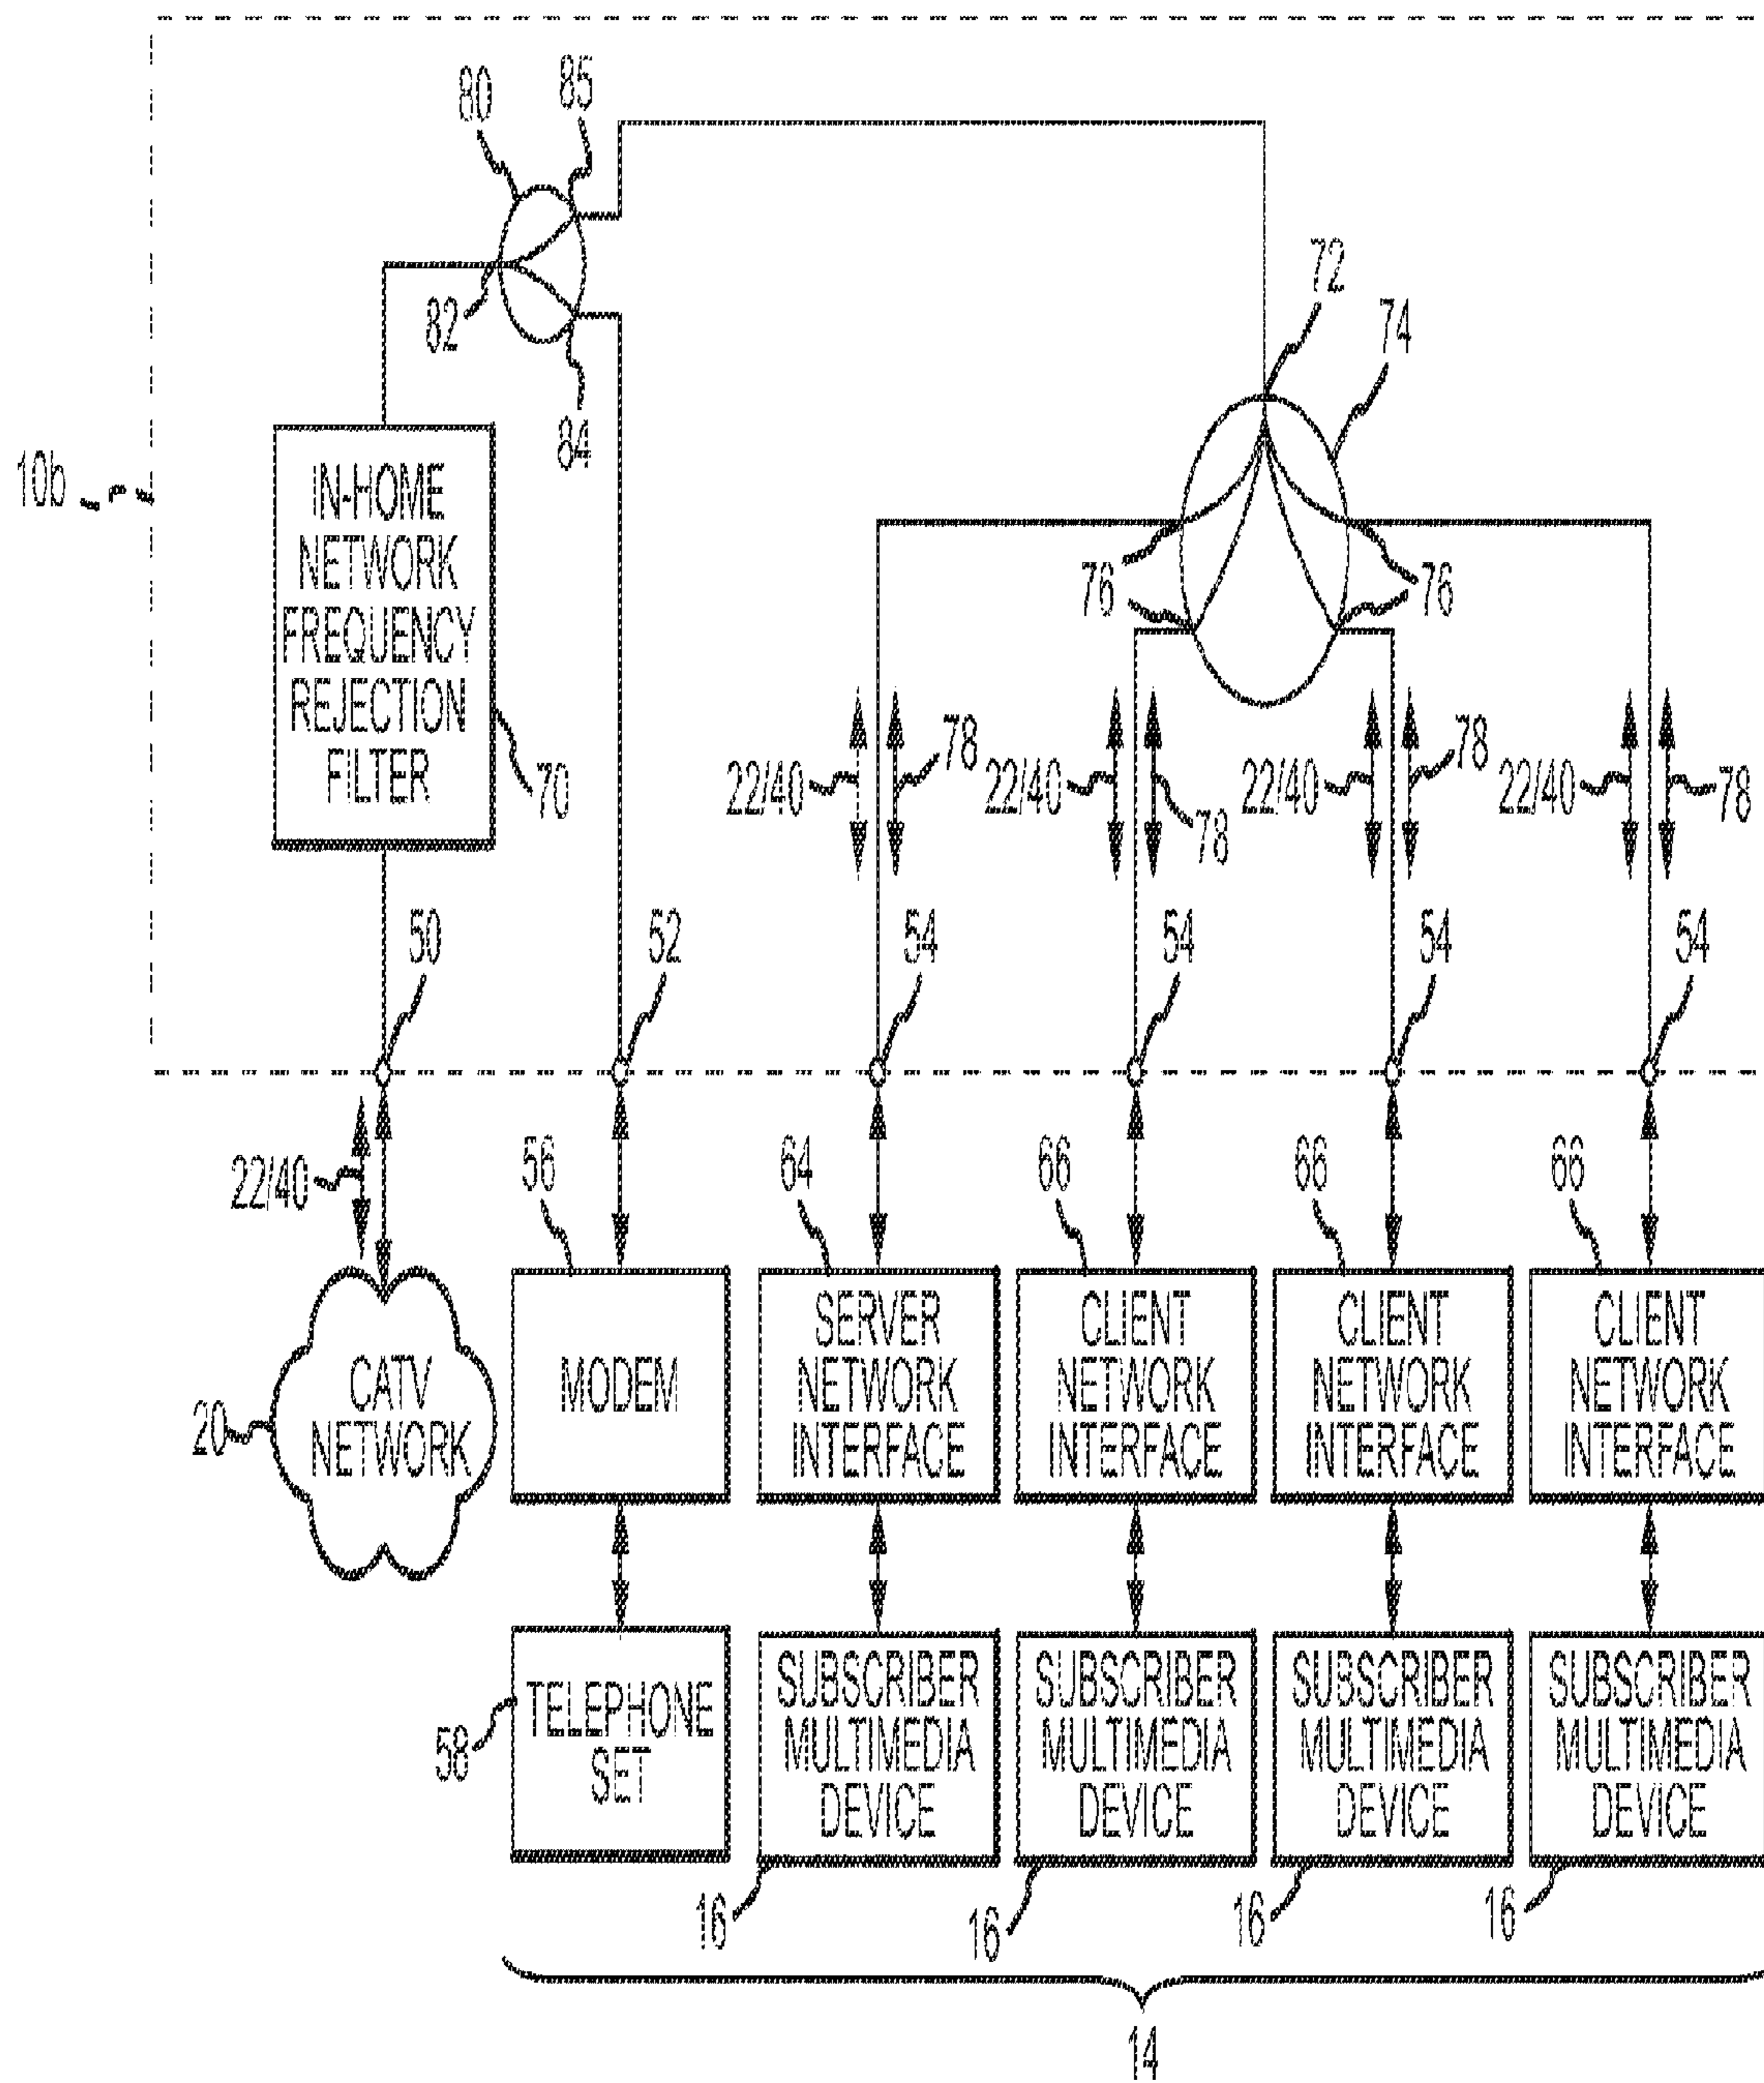 80
85
82
84
72
74
10b
IN-HOME
NETWORK
FREQUENCY
REJECTION
FILTER
70
76
76
22/40
78
22/40
78
22/40
78
22/40
78
50
52
54
54
54
54
22/40
56
64
66
66
66
20
CATV
NETWORK
MODEM
SERVER
NETWORK
INTERFACE
CLIENT
NETWORK
INTERFACE
CLIENT
NETWORK
INTERFACE
CLIENT
NETWORK
INTERFACE
58
TELEPHONE
SET
SUBSCRIBER
MULTIMEDIA
DEVICE
SUBSCRIBER
MULTIMEDIA
DEVICE
SUBSCRIBER
MULTIMEDIA
DEVICE
SUBSCRIBER
MULTIMEDIA
DEVICE
16
16
16
16
14